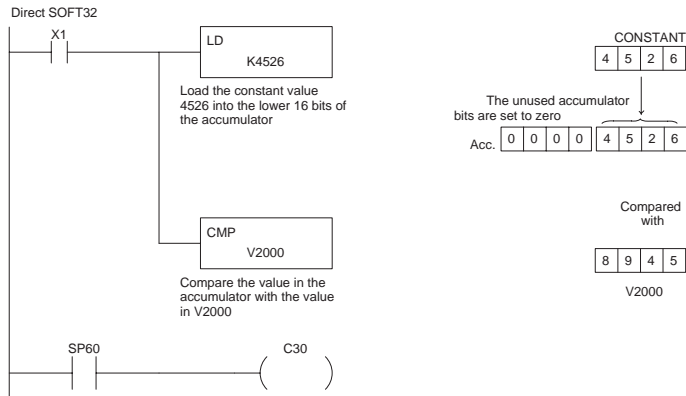 Direct SOFT32
X1
LD
K4526
Load the constant value
4526 into the lower 16 bits of
the accumulator
CMP
V2000
Compare the value in the
accumulator with the value
in V2000
SP60
C30
CONSTANT
4 5 2 6
The unused accumulator
bits are set to zero
Acc. 0 0 0 0 4 5 2 6
Compared
with
8 9 4 5
V2000